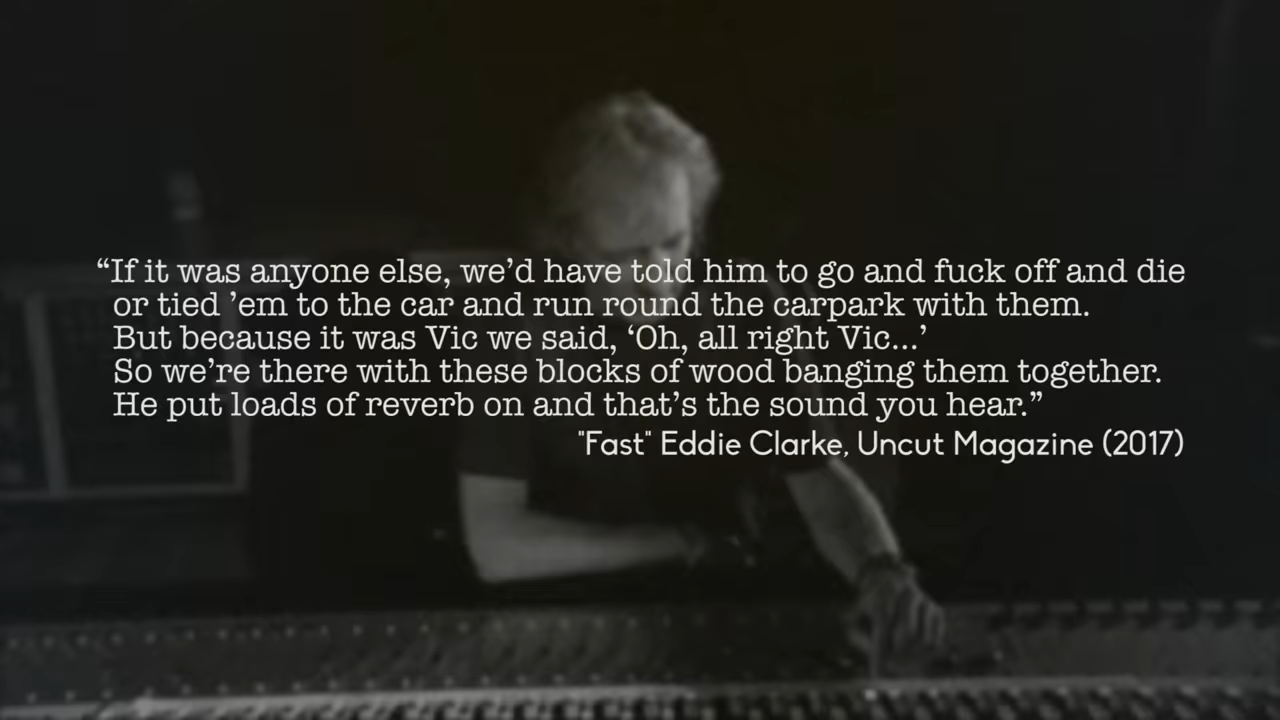 “If it was anyone else, we’d have told him to go and fuck off and die
or tied ’em to the car and run round the carpark with them.
But because it was Vic we said, ‘Oh, all right Vic...’
So we’re there with these blocks of wood banging them together.
He put loads of reverb on and that’s the sound you hear.”
"Fast" Eddie Clarke, Uncut Magazine (2017)